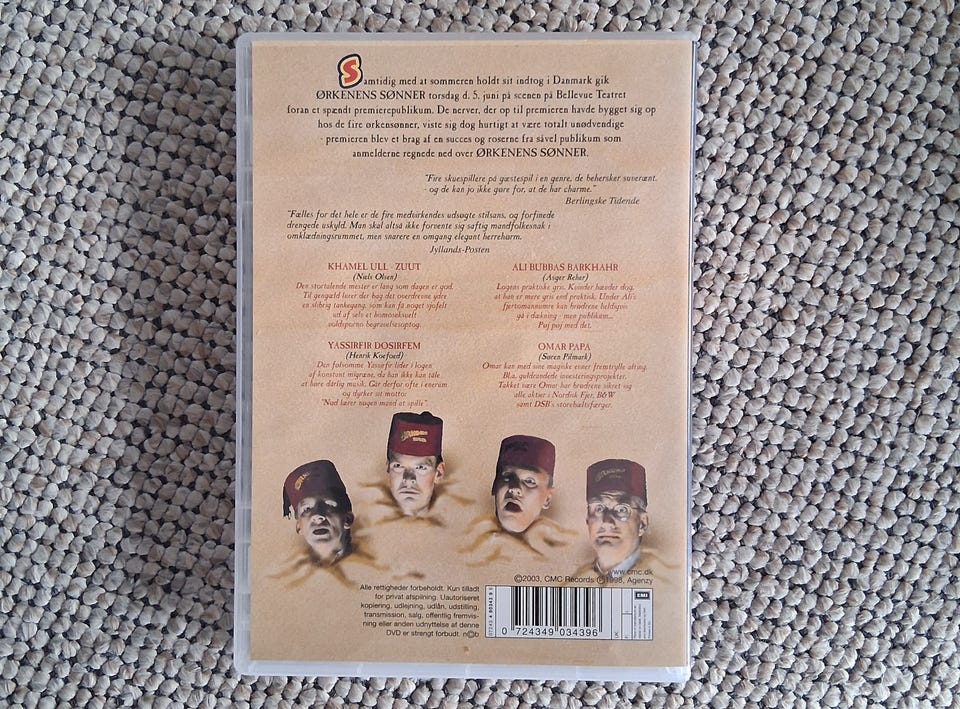 Samtidig med at sommeren holdt sit indtog i Danmark gik
ØRKENENS SØNNER torsdag d. 5. juni på scenen på Bellevue Teatret
foran et spændt premierepublikum. De nerver, der op til premieren havde bygget sig op
hos de fire ørkensønner, viste sig dog hurtigt at være totalt unødvendige
- premieren blev et brag af en succes og roserne fra såvel publikum som
anmelderne regnede ned over ØRKENENS SØNNER.
"Fire skuespillere på gæstespil i en genre, de behersker suverænt.
- og de kan jo ikke gøre for, at de har charme."
Berlingske Tidende
"Fælles for det hele er de fire medvirkendes udsøgte stilsans, og forfinede
drengede uskyld. Man skal altså ikke forvente sig saftig mandfolkesnak i
omklædningsrummet, men snarere en omgang elegant herreharm.
Jyllands-Posten
KHAMEL ULL - ZUUT
(Niels Olsen)
Den stortalende mester er lang som dagen er god.
Til gengæld lurer der bag det overdrevne ydre
en slibrig tankegang, som kan få noget sjofelt
ud af selv et homoseksuelt
voldsporno begravelsesoptog.
ALI BUBBAS BARKHAHR
(Asger Reher)
Logens praktiske gris. Kvinder hænder dog,
at han er mere gris end praktisk. Under Ali's
fjertomannumre kan brødrene heldigvis
gå i dækning - men publikum...
Puj puj med det.
YASSIRFIR DOSIRFEM
(Henrik Koefoed)
Den følsomme Yassirfir lider i logen
af konstant migræne, da han ikke kan tåle
at høre dårlig musik. Går derfor ofte i enerum
og dyrker sit motto:
"Nød lærer nøgen mand at spille".
OMAR PAPA
(Søren Pilmark)
Omar kan med sine magiske evner fremtrylle alting.
Bl.a. guldrandede investeringsprojekter.
Takket være Omar har brødrene sikret sig
alle aktier i Nordisk Fjer, B&W
samt DSB's storebæltsfærger.
www.cmc.dk
©2003, CMC Records ℗1998, Agenzy
Alle rettigheder forbeholdt. Kun tilladt
for privat afspilning. Uautoriseret
kopiering, udlejning, udlån, udstilling,
transmission, salg, offentlig fremvis-
ning eller anden udnyttelse af denne
DVD er strengt forbudt. n©b
0 724349 034396
EMI